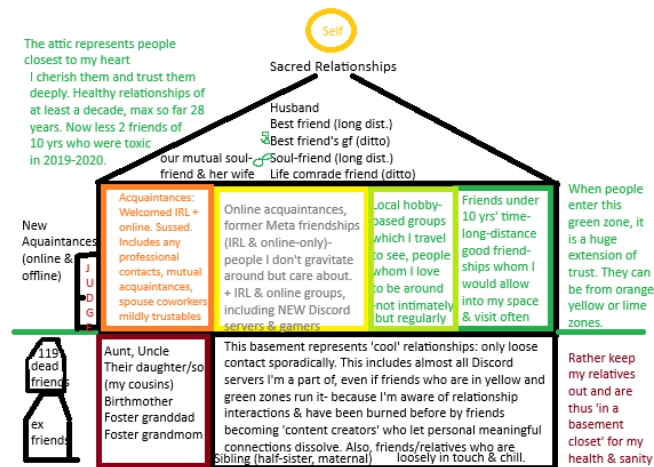 Self
Sacred Relationships
The attic represents people
closest to my heart
I cherish them and trust them
deeply. Healthy relationships of
at least a decade, max so far 28
years. Now less 2 friends of
10 yrs who were toxic
in 2019-2020.
Husband
Best friend (long dist.)
Best friend's gf (ditto)
Soul-friend (long dist.)
Life comrade friend (ditto)
our mutual soul-
friend & her wife
New
Aquaintances
(online &
offline)
J
U
D
G
E
Acquaintances:
Welcomed IRL +
online. Sussed.
Includes any
professional
contacts, mutual
acquaintances,
spouse coworkers
mildly trustables
Online acquaintances,
former Meta friendships
(IRL & online-only)-
people I don't gravitate
around but care about.
+ IRL & online groups,
including NEW Discord
servers & gamers
Local hobby-
based groups
which I travel
to see, people
whom I love
to be around
-not intimately
but regularly
Friends under
10 yrs' time-
long-distance
good friend-
ships whom I
would allow
into my space
& visit often
When people
enter this
green zone, it
is a huge
extension of
trust. They can
be from orange
yellow or lime
zones.
119
dead
friends
ex
friends
Aunt, Uncle
Their daughter/so
(my cousins)
Birthmother
Foster granddad
Foster grandmom
This basement represents 'cool' relationships: only loose
contact sporadically. This includes almost all Discord
servers I'm a part of, even if friends who are in yellow and
green zones run it- because I'm aware of relationship
interactions & have been burned before by friends
becoming 'content creators' who let personal meaningful
connections dissolve. Also, friends/relatives who are
Sibling (half-sister, maternal) loosely in touch & chill.
Rather keep
my relatives
out and are
thus 'in a
basement
closet' for my
health & sanity